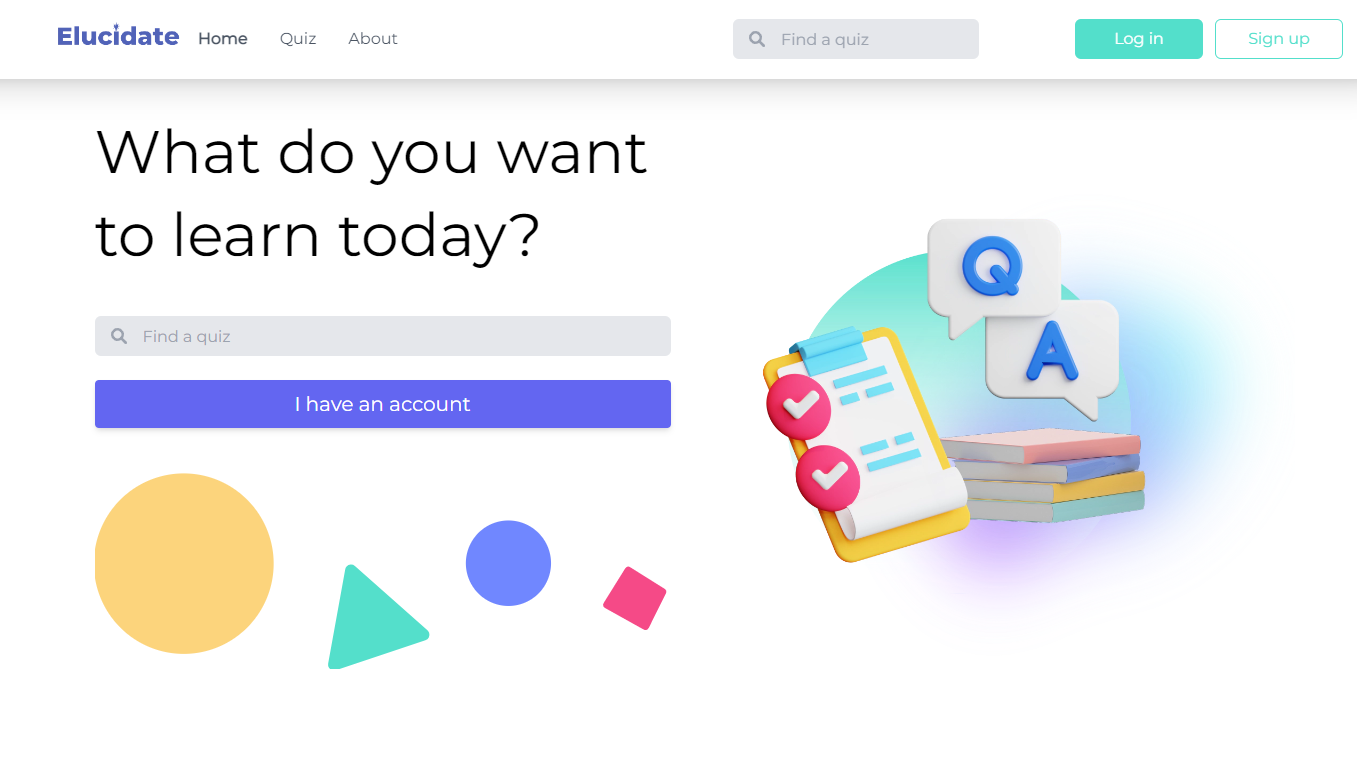 Elucidate
Home
Quiz
About
Find a quiz
Log in
Sign up
What do you want
to learn today?
Find a quiz
I have an account
Q
A